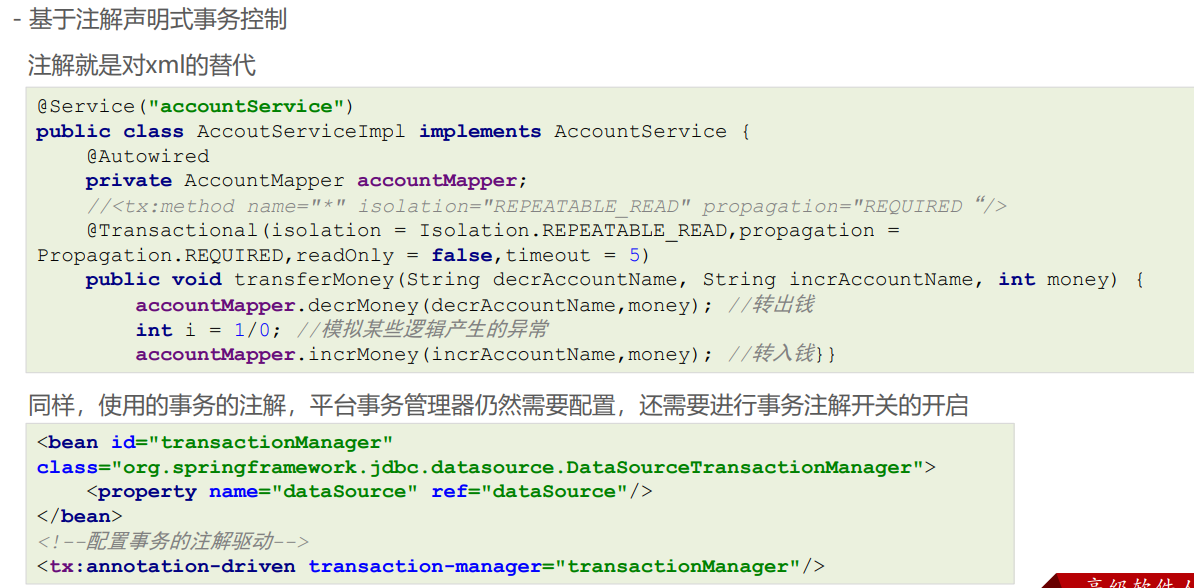 - 基于注解声明式事务控制
注解就是对xml的替代
@Service("accountService")
public class AccoutServiceImpl implements AccountService {
    @Autowired
    private AccountMapper accountMapper;
    //<tx:method name="*" isolation="REPEATABLE_READ" propagation="REQUIRED“/>
    @Transactional(isolation = Isolation.REPEATABLE_READ,propagation =
Propagation.REQUIRED,readOnly = false,timeout = 5)
    public void transferMoney(String decrAccountName, String incrAccountName, int money) {
        accountMapper.decrMoney(decrAccountName,money); //转出钱
        int i = 1/0; //模拟某些逻辑产生的异常
        accountMapper.incrMoney(incrAccountName,money); //转入钱}}
同样，使用的事务的注解，平台事务管理器仍然需要配置，还需要进行事务注解开关的开启
<bean id="transactionManager"
class="org.springframework.jdbc.datasource.DataSourceTransactionManager">
    <property name="dataSource" ref="dataSource"/>
</bean>
<!--配置事务的注解驱动-->
<tx:annotation-driven transaction-manager="transactionManager"/>
高级软件人